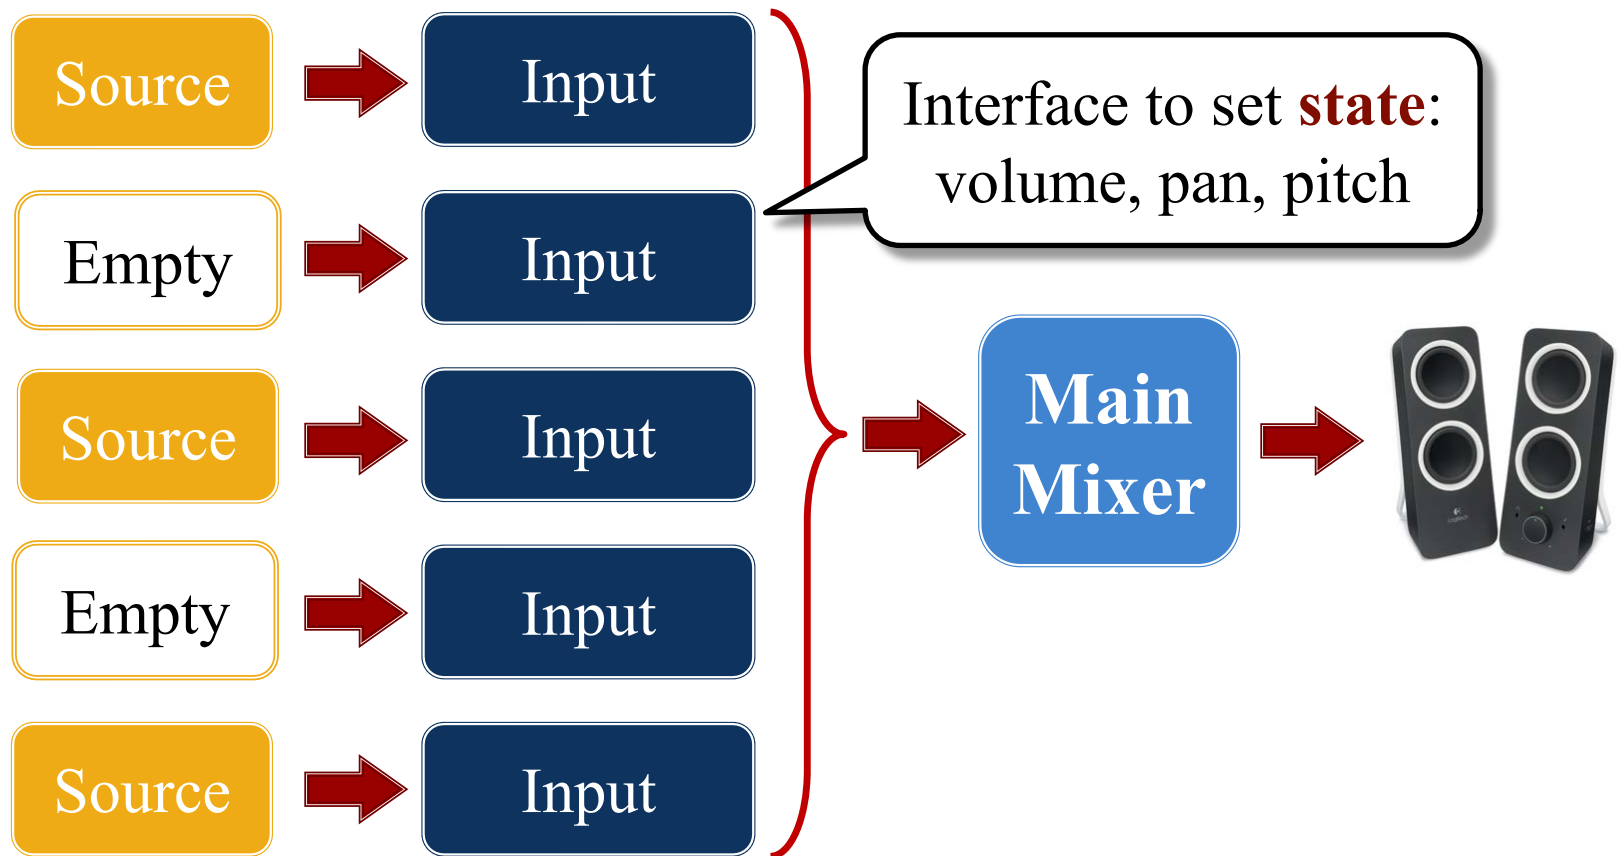 Source
Input
Interface to set state:
volume, pan, pitch
Empty
Input
Source
Input
Main
Mixer
Logitech
Empty
Input
Source
Input